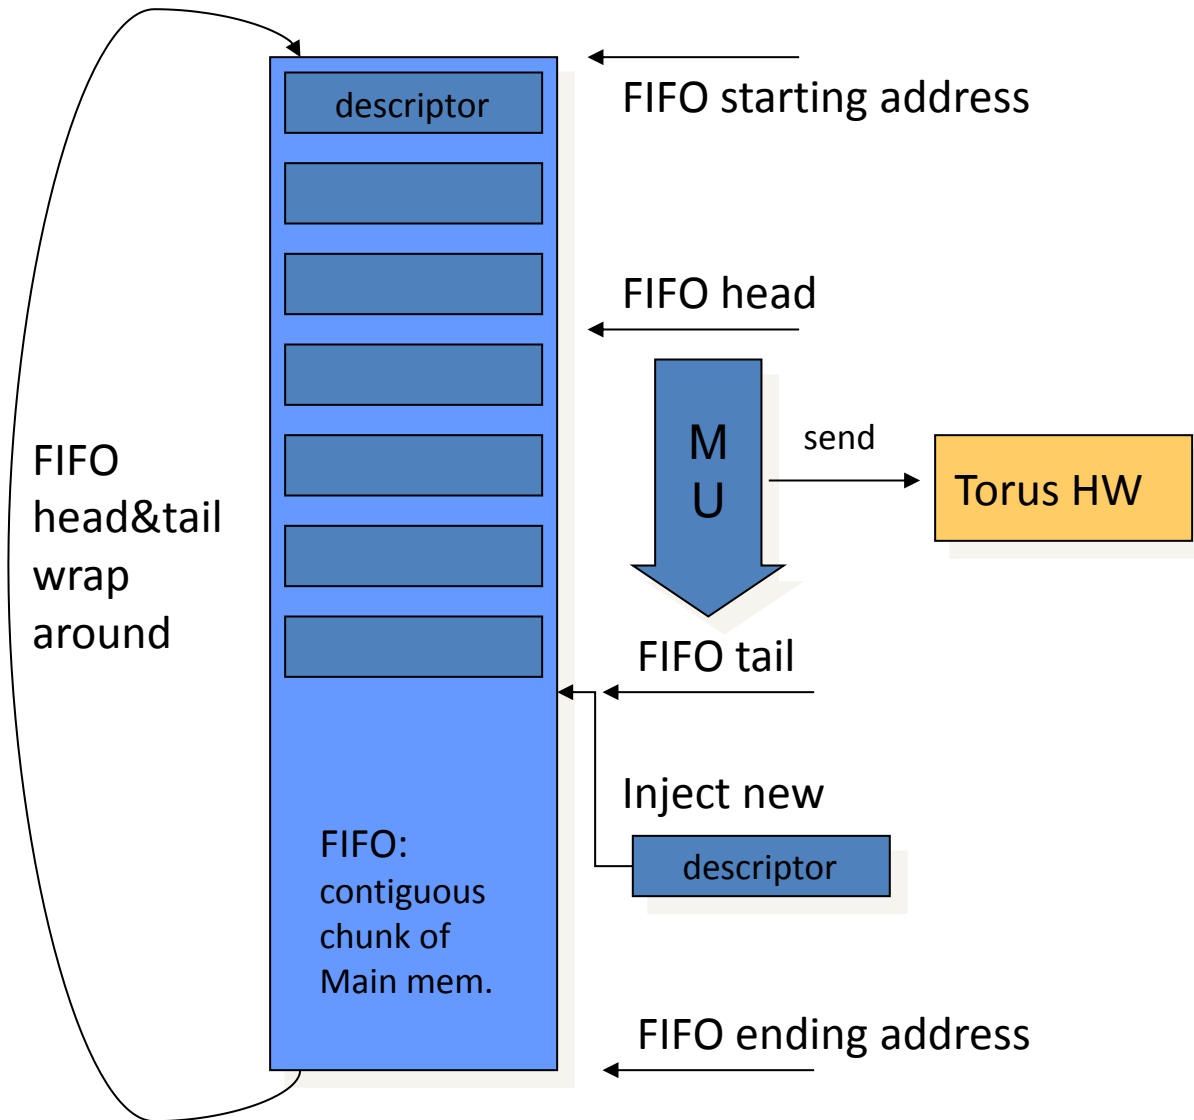 descriptor
FIFO starting address
FIFO head
M
U
send
Torus HW
FIFO
head&tail
wrap
around
FIFO tail
Inject new
descriptor
FIFO:
contiguous
chunk of
Main mem.
FIFO ending address